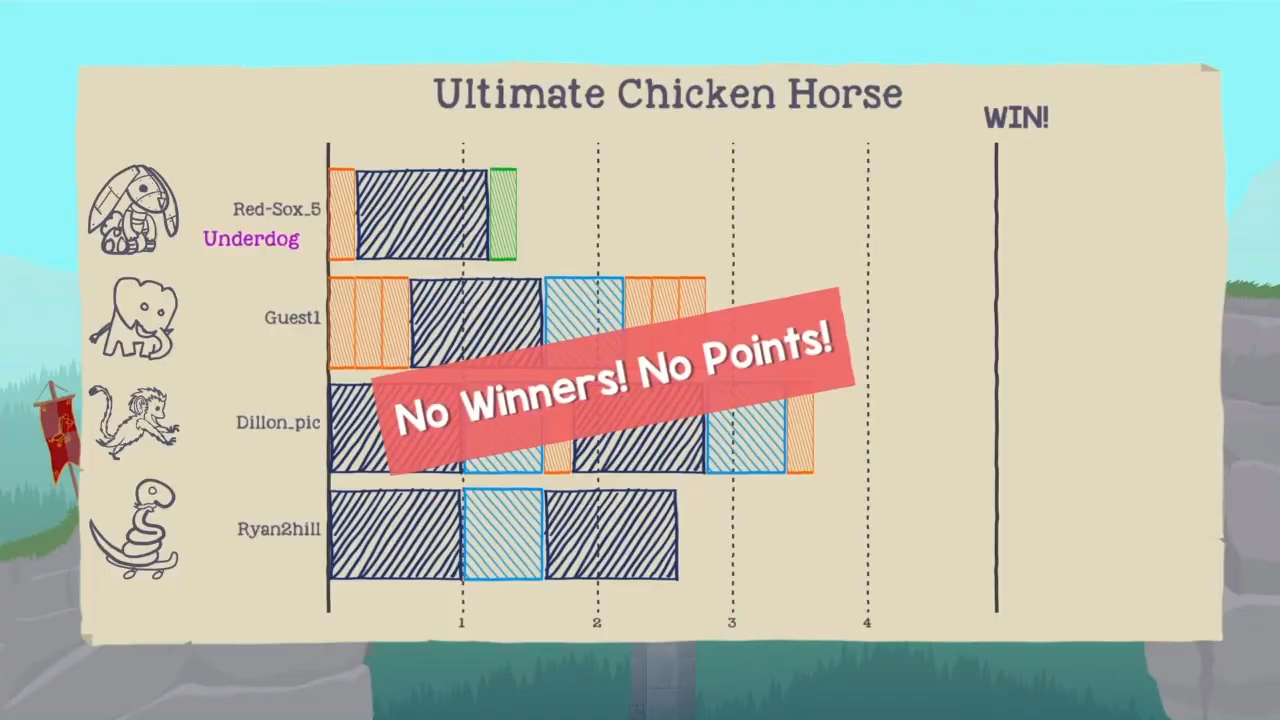 Ultimate Chicken Horse
WIN!
Red-Sox_5
Underdog
Guest1
No Winners! No Points!
Dillon_pic
Ryan2hill
1 2 3 4